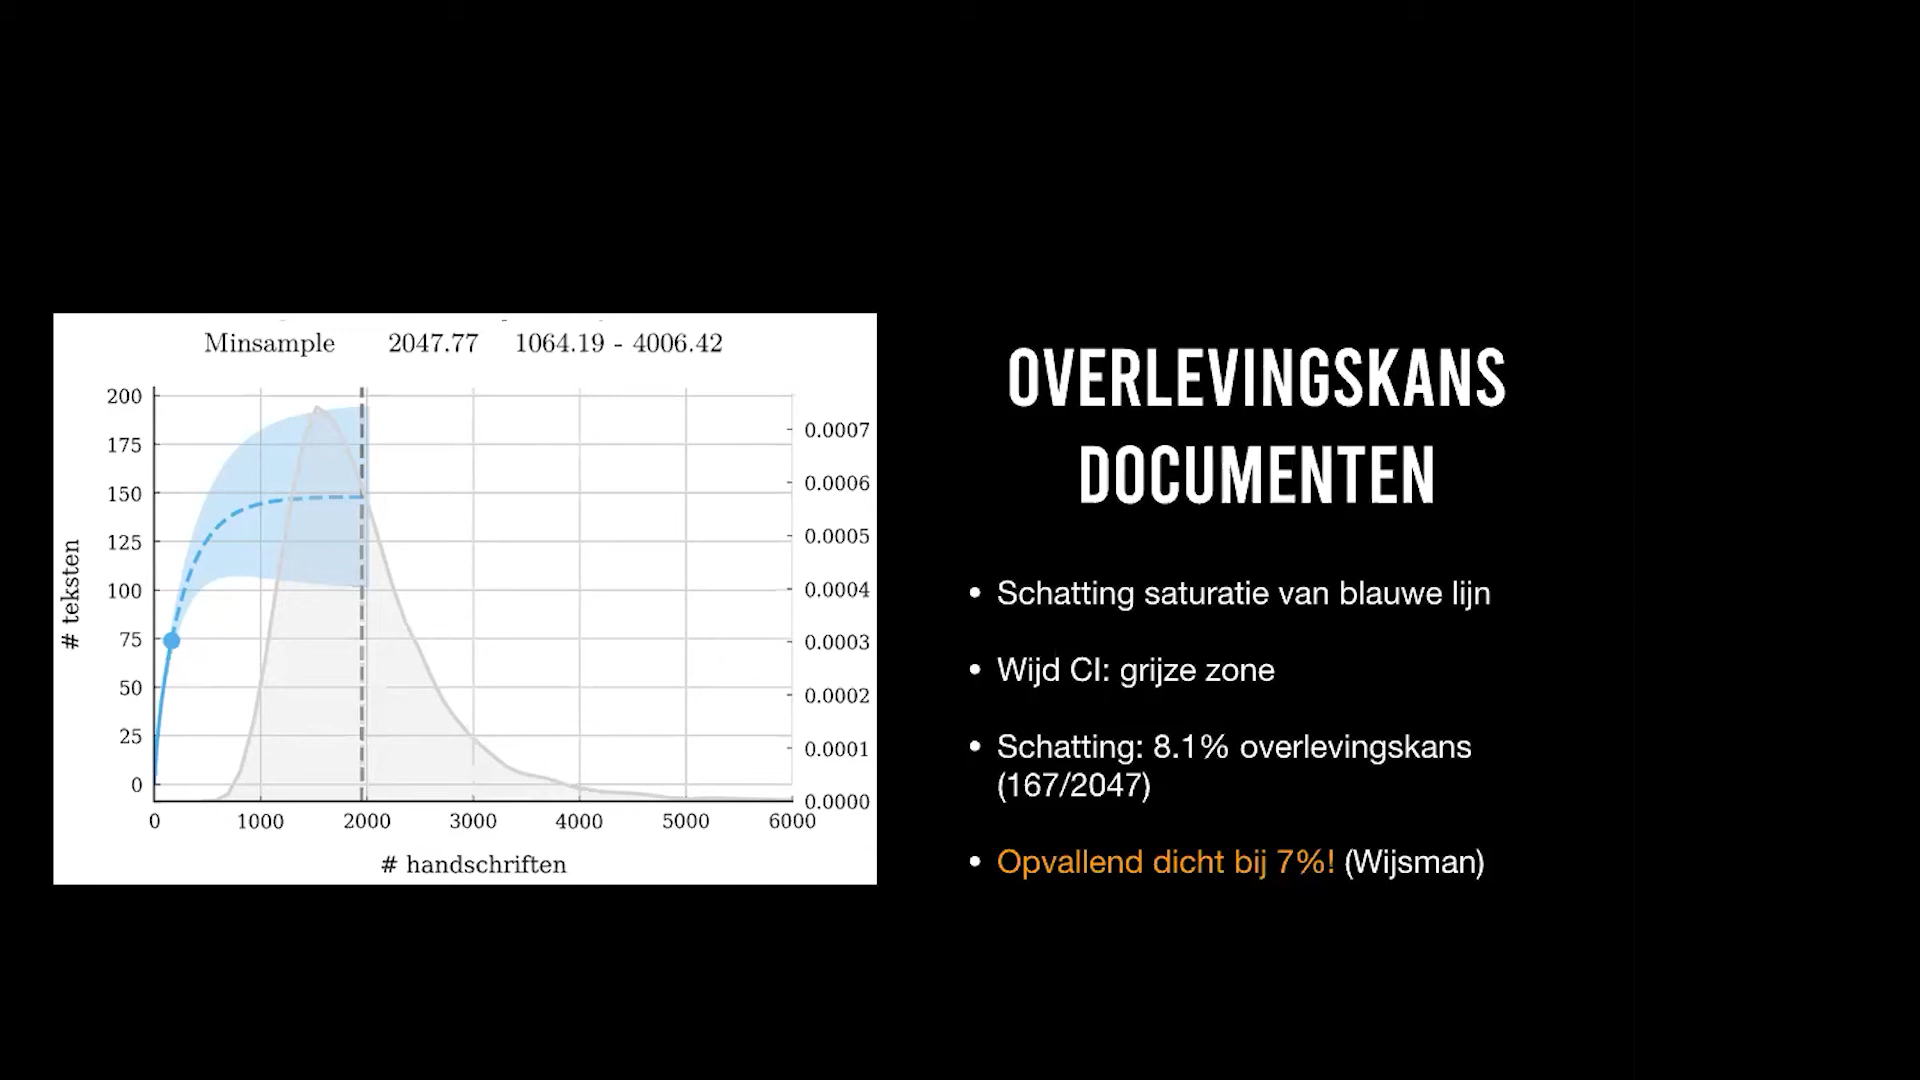 Minsample 2047.77 1064.19 - 4006.42
200
175
150
125
100
75
50
25
0
# teksten
0.0007
0.0006
0.0005
0.0004
0.0003
0.0002
0.0001
0.0000
0 1000 2000 3000 4000 5000 6000
# handschriften
OVERLEVINGSKANS
DOCUMENTEN
• Schatting saturatie van blauwe lijn
• Wijd CI: grijze zone
• Schatting: 8.1% overlevingskans
(167/2047)
• Opvallend dicht bij 7%! (Wijsman)